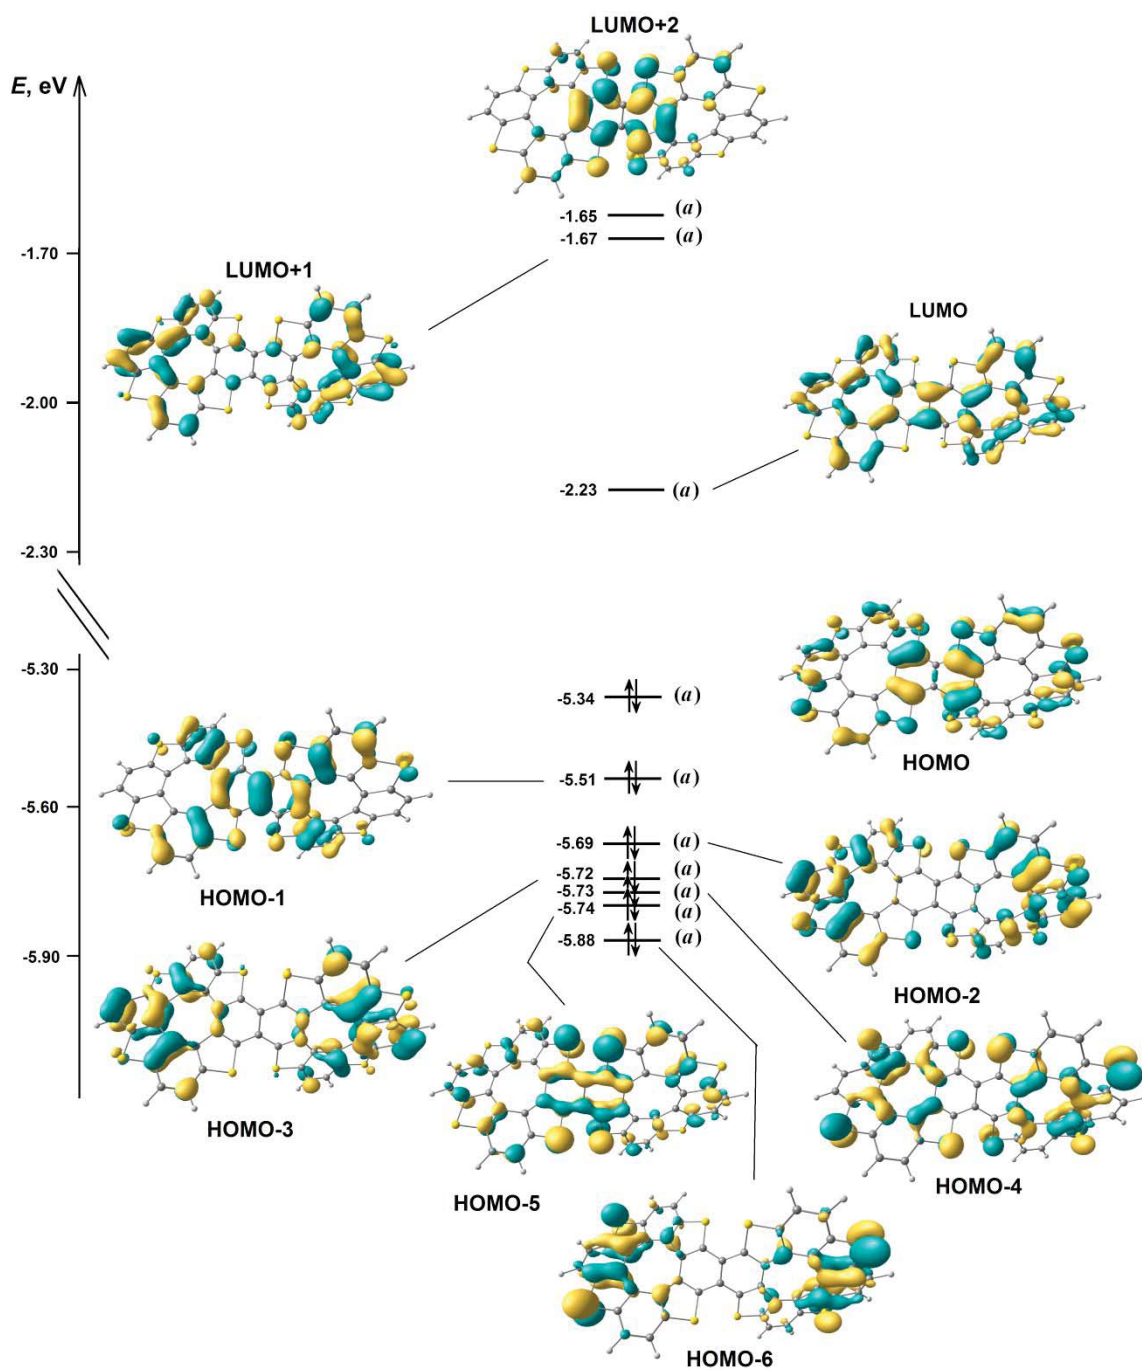 LUMO+2
E, eV
-1.65 (a)
-1.67 (a)
-1.70
LUMO+1
LUMO
-2.00
-2.23 (a)
-2.30
-5.30
-5.34 (a)
HOMO
-5.51 (a)
-5.60
-5.69 (a)
-5.72 (a)
-5.73 (a)
-5.74 (a)
HOMO-1
-5.88 (a)
-5.90
HOMO-2
HOMO-3
HOMO-4
HOMO-5
HOMO-6